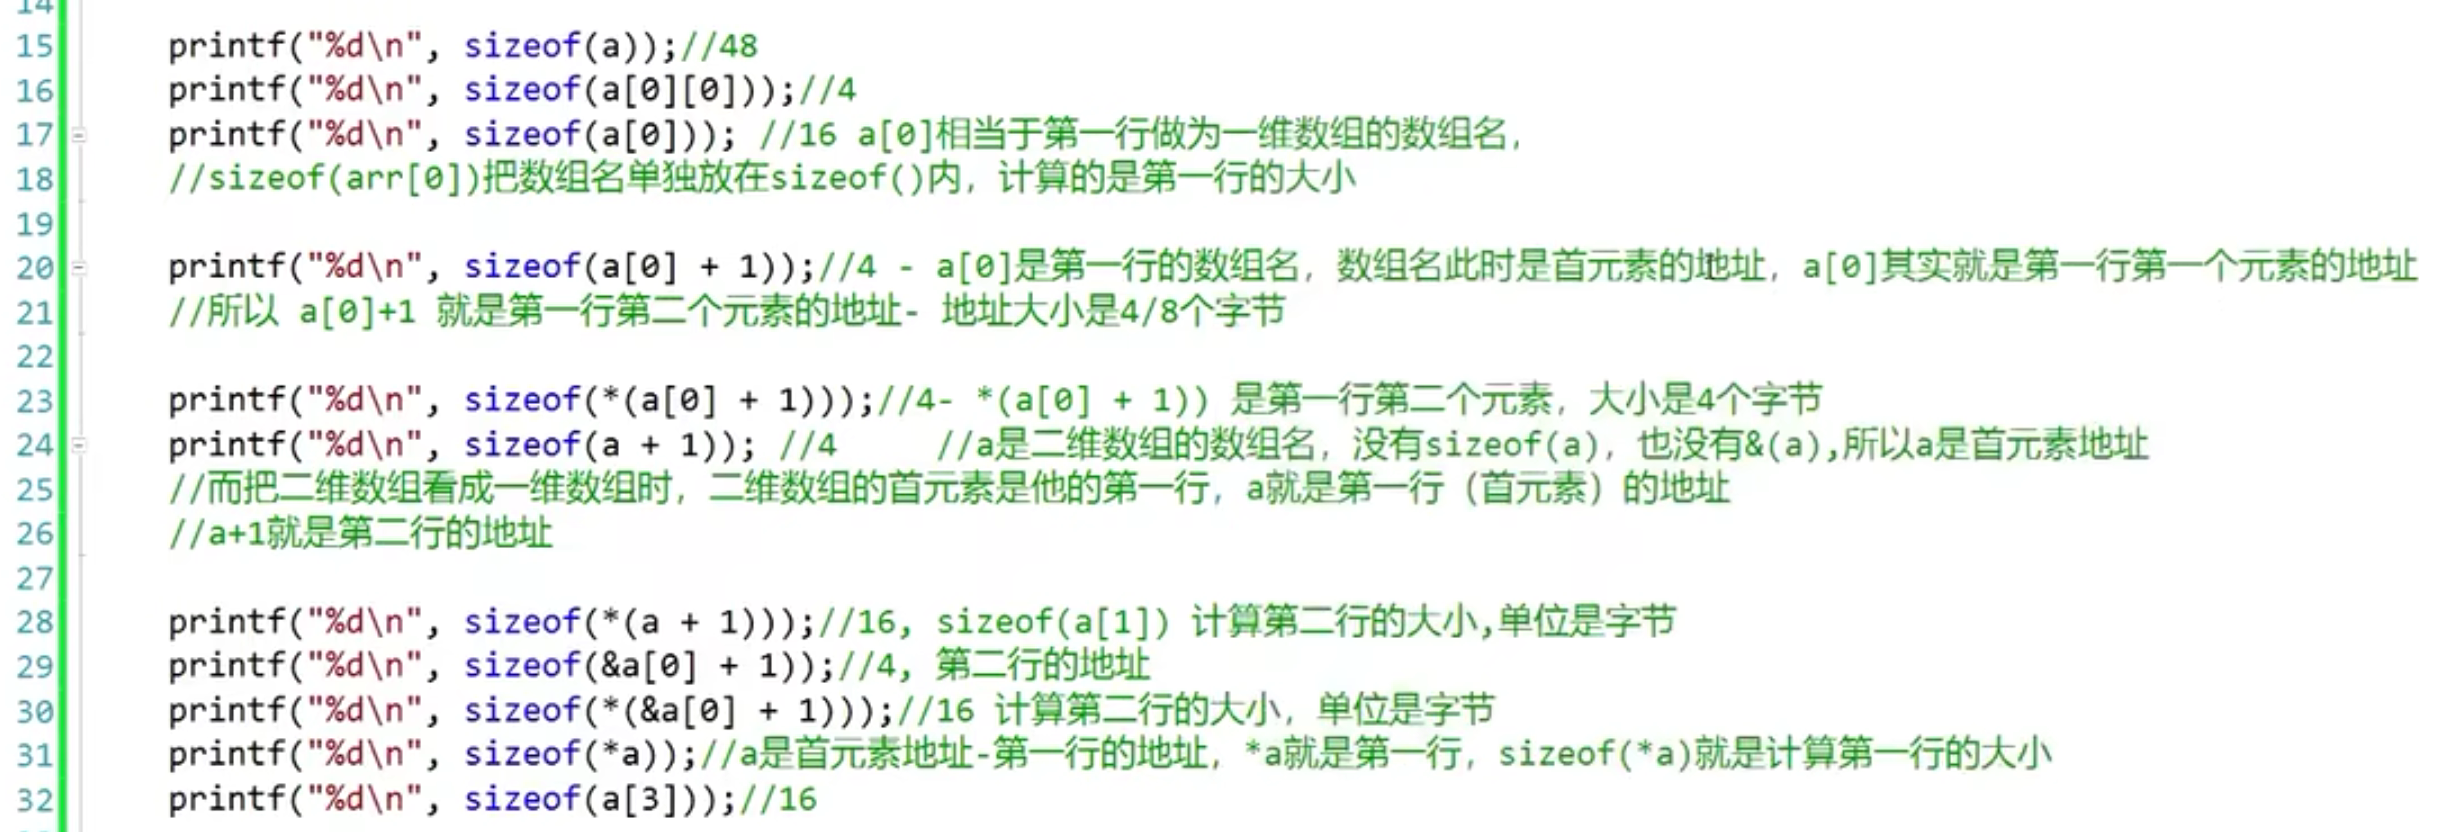 14
15 printf("%d\n", sizeof(a));//48
16 printf("%d\n", sizeof(a[0][0]));//4
17 printf("%d\n", sizeof(a[0])); //16 a[0]相当于第一行做为一维数组的数组名,
18 //sizeof(arr[0])把数组名单独放在sizeof()内，计算的是第一行的大小
19
20 printf("%d\n", sizeof(a[0] + 1));//4 - a[0]是第一行的数组名，数组名此时是首元素的地址，a[0]其实就是第一行第一个元素的地址
21 //所以 a[0]+1 就是第一行第二个元素的地址- 地址大小是4/8个字节
22
23 printf("%d\n", sizeof(*(a[0] + 1)));//4- *(a[0] + 1)) 是第一行第二个元素，大小是4个字节
24 printf("%d\n", sizeof(a + 1)); //4     //a是二维数组的数组名，没有sizeof(a)，也没有&(a),所以a是首元素地址
25 //而把二维数组看成一维数组时，二维数组的首元素是他的第一行，a就是第一行（首元素）的地址
26 //a+1就是第二行的地址
27
28 printf("%d\n", sizeof(*(a + 1)));//16, sizeof(a[1]) 计算第二行的大小,单位是字节
29 printf("%d\n", sizeof(&a[0] + 1));//4, 第二行的地址
30 printf("%d\n", sizeof(*(&a[0] + 1)));//16 计算第二行的大小，单位是字节
31 printf("%d\n", sizeof(*a));//a是首元素地址-第一行的地址，*a就是第一行，sizeof(*a)就是计算第一行的大小
32 printf("%d\n", sizeof(a[3]));//16